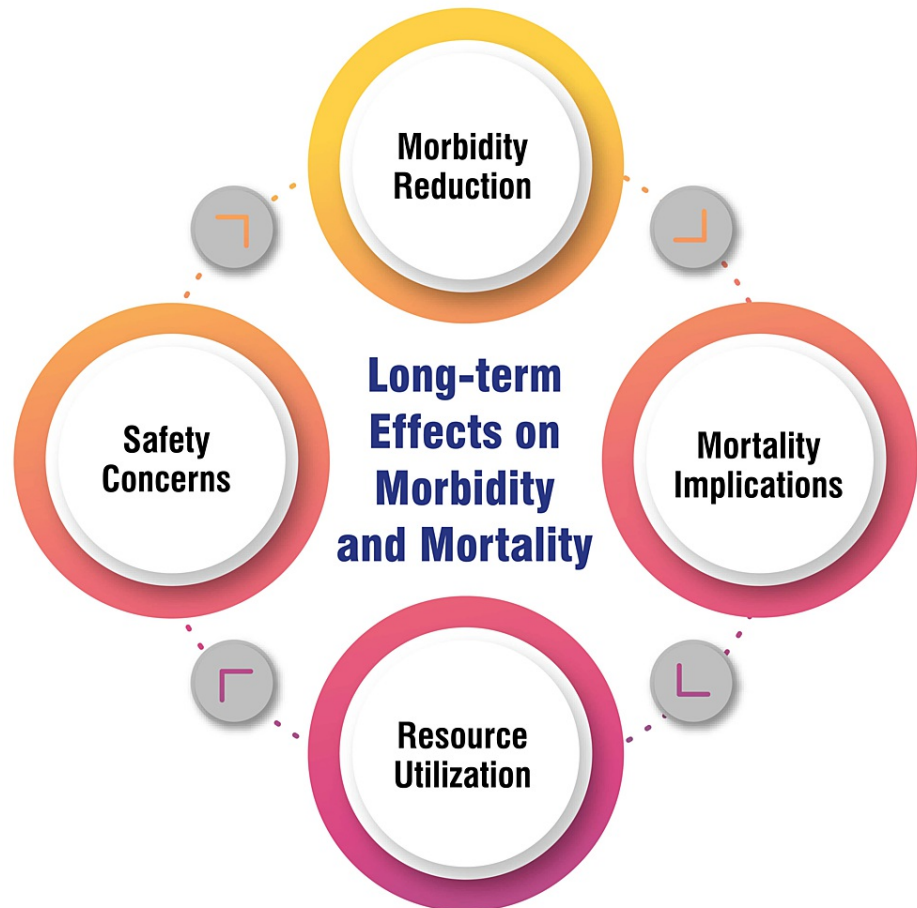 Morbidity
Reduction
Safety
Concerns
Long-term
Effects on
Morbidity
and Mortality
Mortality
Implications
Resource
Utilization